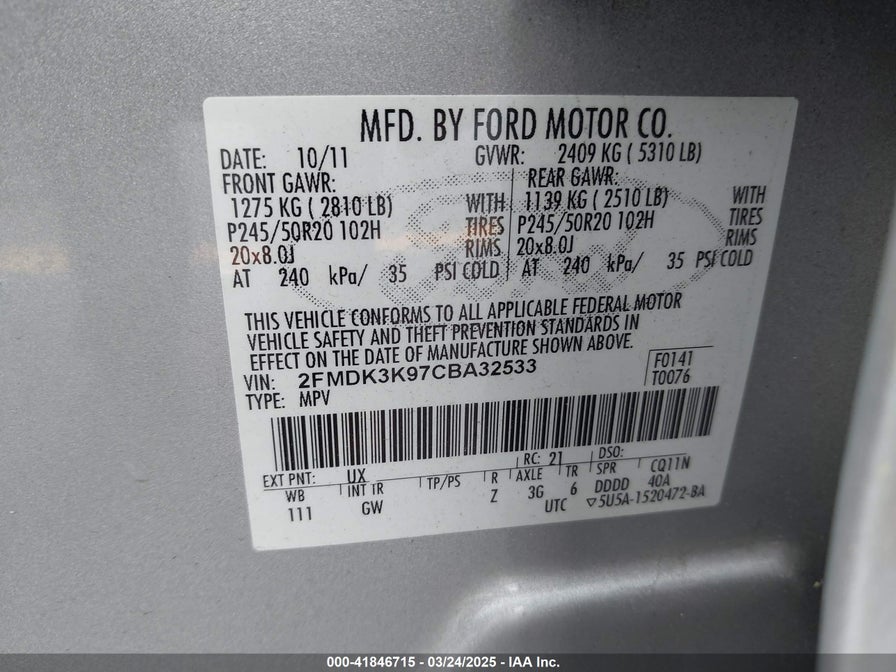 MFD. BY FORD MOTOR CO.
DATE: 10/11 GVWR: 2409 KG ( 5310 LB)
FRONT GAWR: REAR GAWR:
1275 KG ( 2810 LB) WITH 1139 KG ( 2510 LB) WITH
P245/50R20 102H TIRES P245/50R20 102H TIRES
20x8.0J RIMS 20x8.0J RIMS
AT 240 kPa/ 35 PSI COLD AT 240 kPa/ 35 PSI COLD
THIS VEHICLE CONFORMS TO ALL APPLICABLE FEDERAL MOTOR
VEHICLE SAFETY AND THEFT PREVENTION STANDARDS IN
EFFECT ON THE DATE OF MANUFACTURE SHOWN ABOVE.
VIN: 2FMDK3K97CBA32533 F0141
TYPE: MPV T0076
EXT PNT: UX RC: 21 DSO:
WB INT TR TP/PS R AXLE TR SPR CQ11N
111 GW Z 3G 6 DDDD 40A
UTC ▽5U5A-1520472-BA
000-41846715 - 03/24/2025 - IAA Inc.